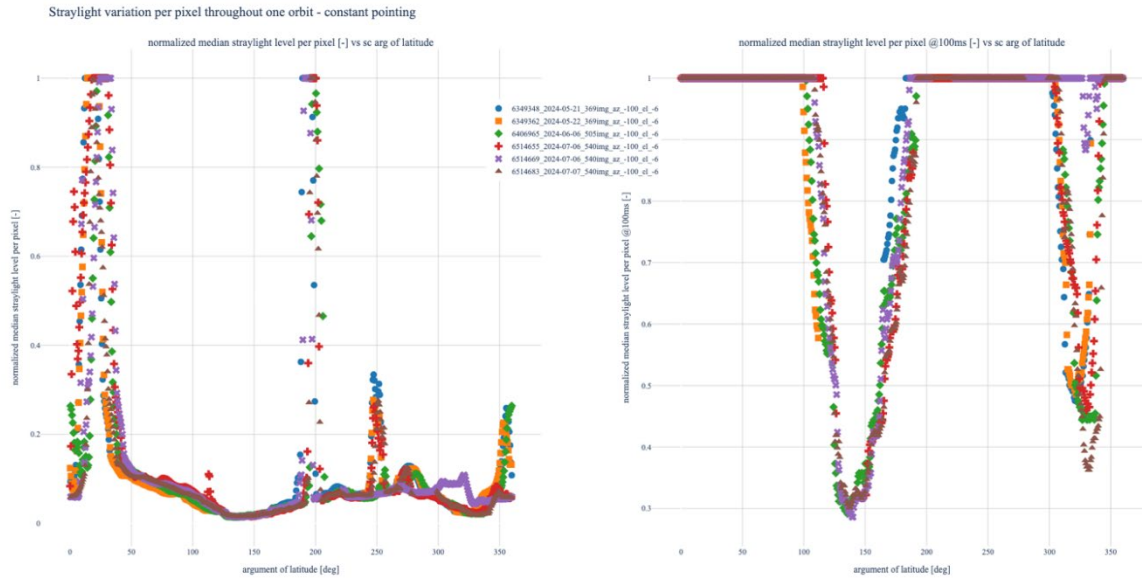 Straylight variation per pixel throughout one orbit - constant pointing
normalized median straylight level per pixel [-] vs sc arg of latitude
normalized median straylight level per pixel @100ms [-] vs sc arg of latitude
normalized median straylight level per pixel [-]
1
0.8
0.6
0.4
0.2
0
0
50
100
150
200
250
300
350
argument of latitude [deg]
6349348_2024-05-21_369img_az_-100_el_-6
6349362_2024-05-22_369img_az_-100_el_-6
6406965_2024-06-06_505img_az_-100_el_-6
6514655_2024-07-06_540img_az_-100_el_-6
6514669_2024-07-06_540img_az_-100_el_-6
6514683_2024-07-07_540img_az_-100_el_-6
normalized median straylight level per pixel @100ms [-]
1
0.9
0.8
0.7
0.6
0.5
0.4
0.3
0
50
100
150
200
250
300
350
argument of latitude [deg]